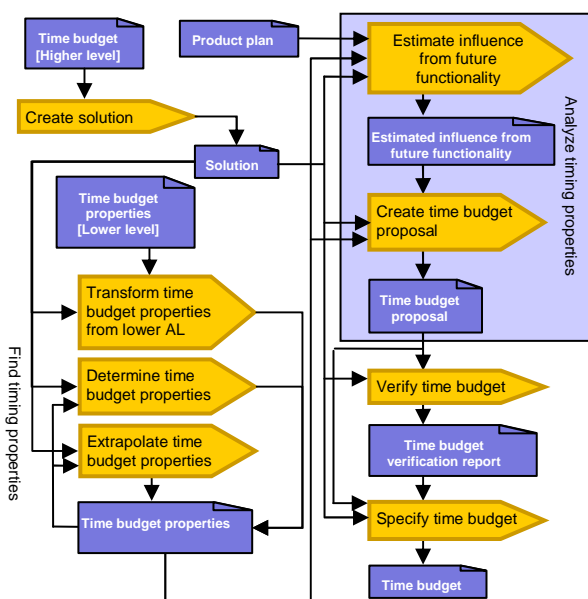 Time budget
[Higher level]
Product plan
Estimate influence
from future
functionality
Create solution
Estimated influence from
future functionality
Analyze timing properties
Solution
Time budget
properties
[Lower level]
Create time budget
proposal
Transform time
budget properties
from lower AL
Time budget
proposal
Find timing properties
Determine time
budget properties
Verify time budget
Extrapolate time
budget properties
Time budget
verification report
Time budget properties
Specify time budget
Time budget